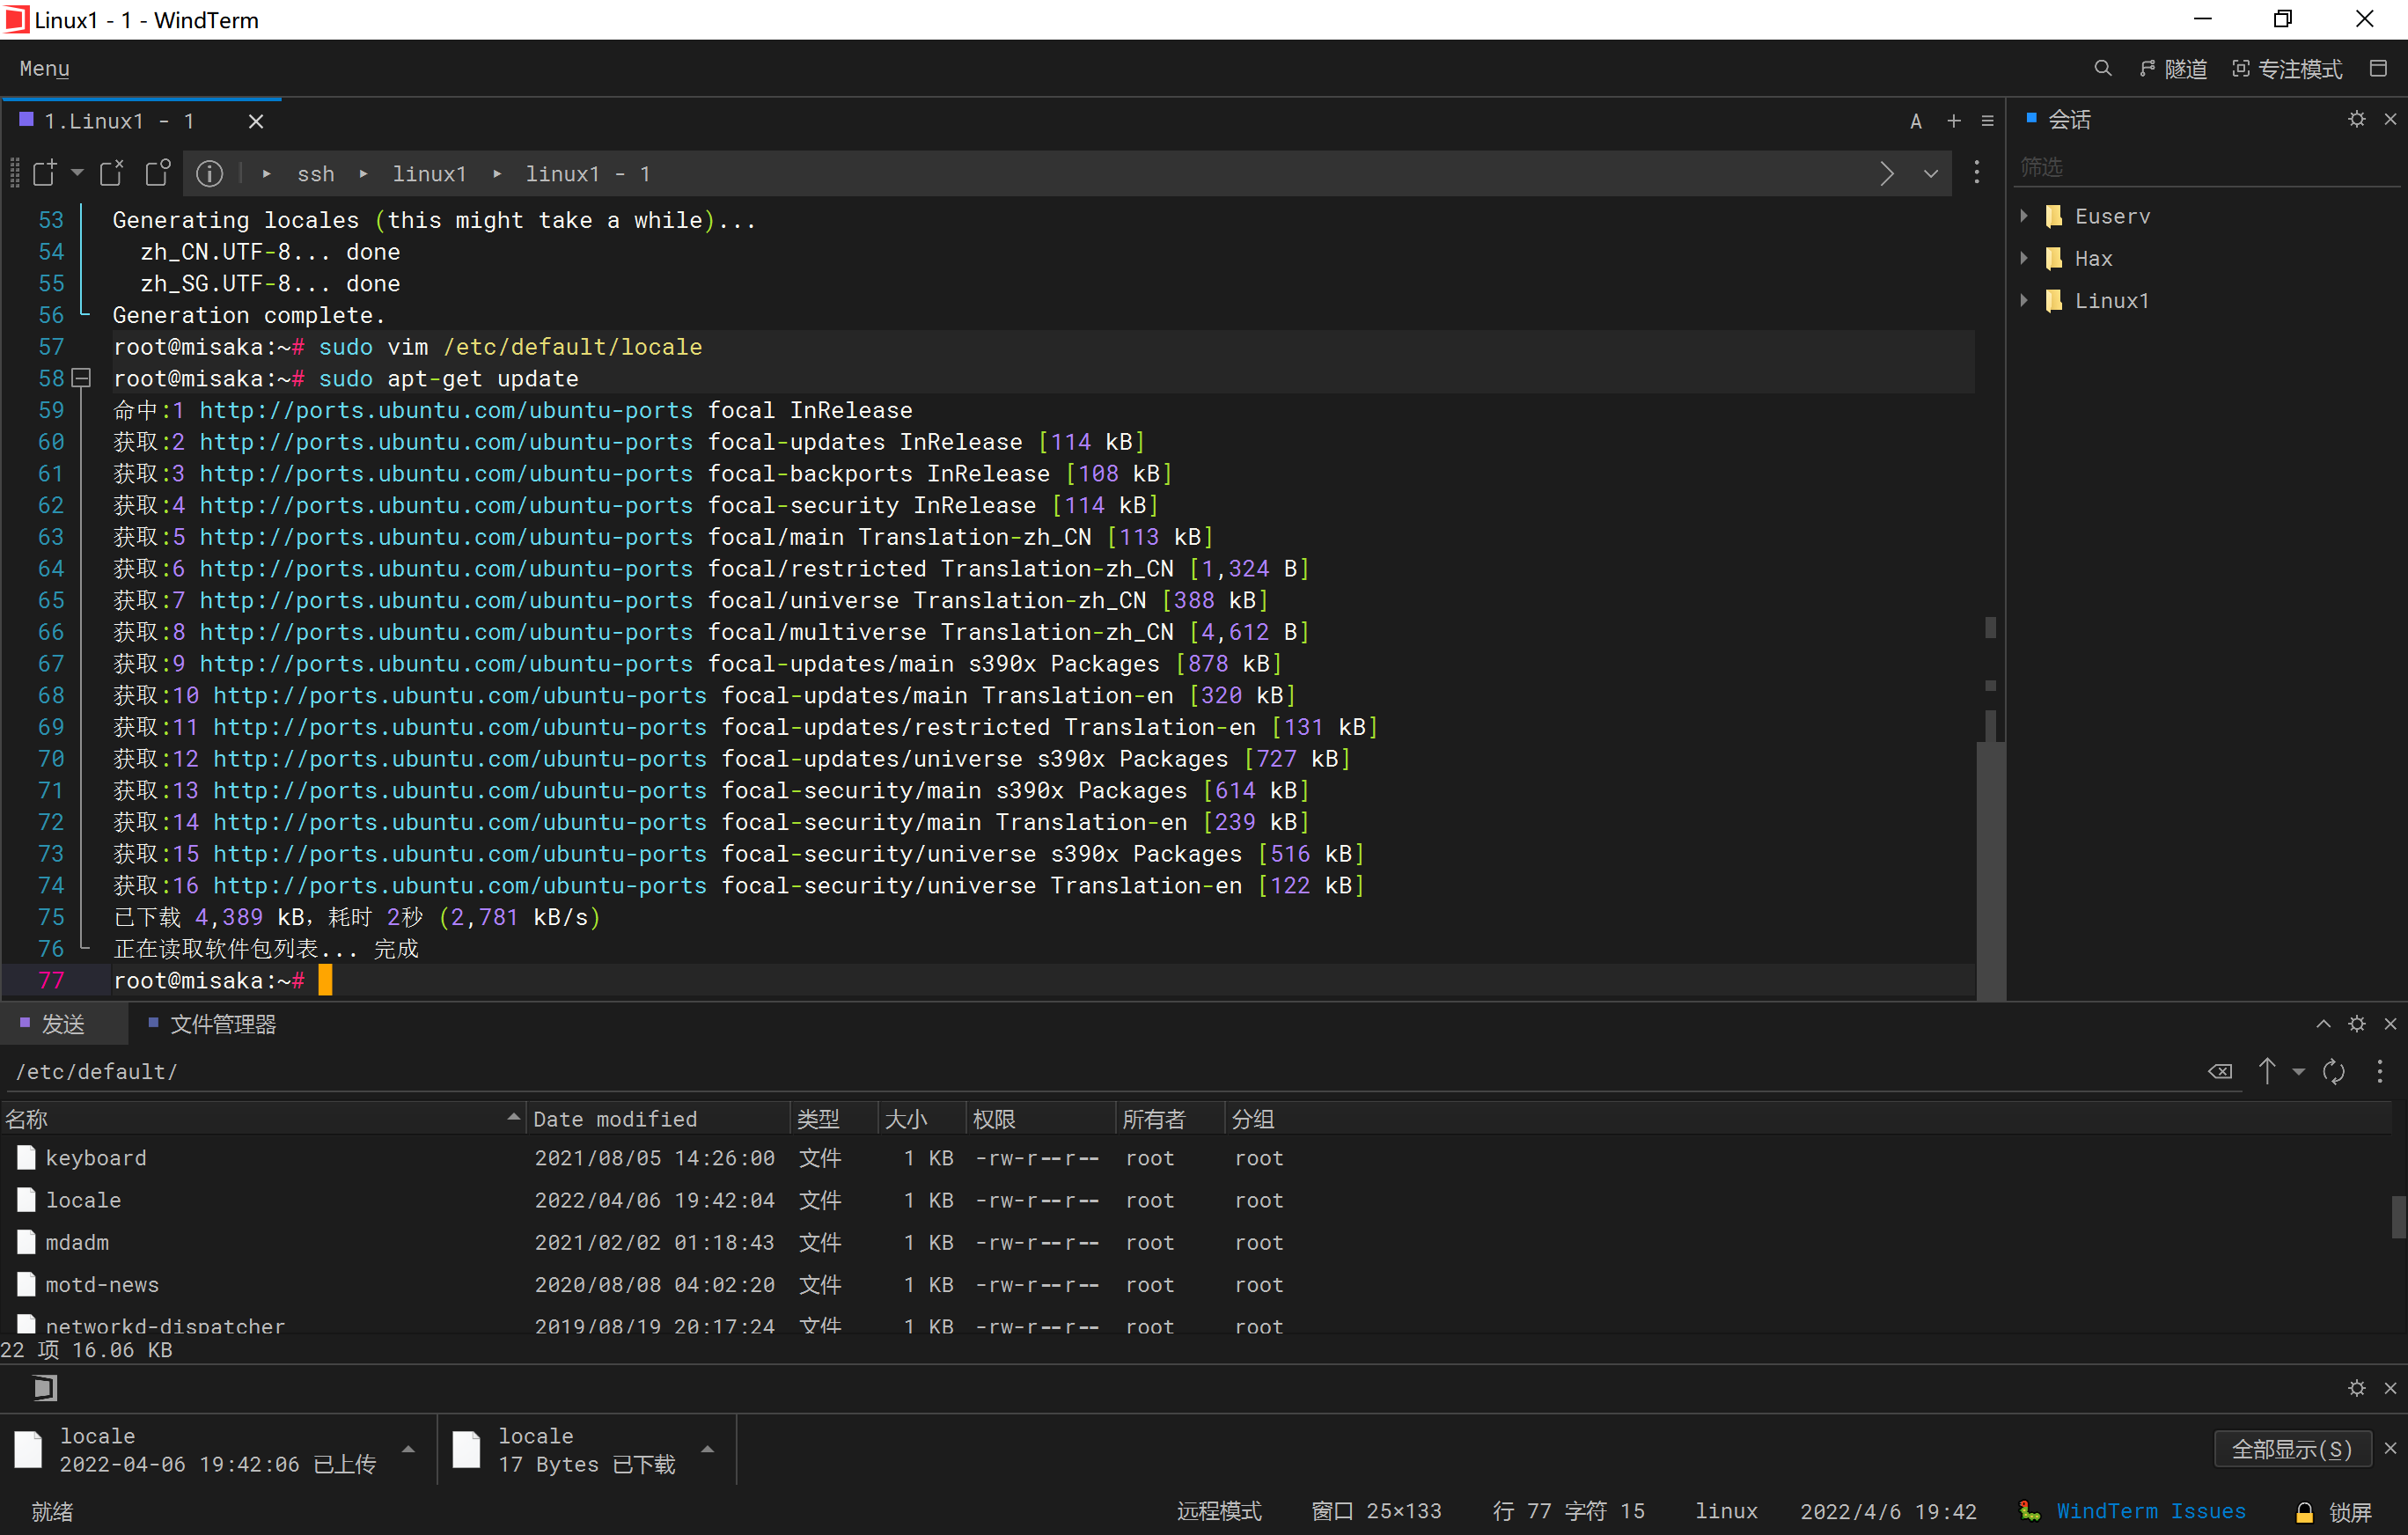 Linux1 - 1 - WindTerm
Menu
隧道 专注模式
1.Linux1 - 1
A
会话
ssh linux1 linux1 - 1
筛选
Euserv
Hax
Linux1
53 Generating locales (this might take a while)...
54 zh_CN.UTF-8... done
55 zh_SG.UTF-8... done
56 Generation complete.
57 root@misaka:~# sudo vim /etc/default/locale
58 root@misaka:~# sudo apt-get update
59 命中:1 http://ports.ubuntu.com/ubuntu-ports focal InRelease
60 获取:2 http://ports.ubuntu.com/ubuntu-ports focal-updates InRelease [114 kB]
61 获取:3 http://ports.ubuntu.com/ubuntu-ports focal-backports InRelease [108 kB]
62 获取:4 http://ports.ubuntu.com/ubuntu-ports focal-security InRelease [114 kB]
63 获取:5 http://ports.ubuntu.com/ubuntu-ports focal/main Translation-zh_CN [113 kB]
64 获取:6 http://ports.ubuntu.com/ubuntu-ports focal/restricted Translation-zh_CN [1,324 B]
65 获取:7 http://ports.ubuntu.com/ubuntu-ports focal/universe Translation-zh_CN [388 kB]
66 获取:8 http://ports.ubuntu.com/ubuntu-ports focal/multiverse Translation-zh_CN [4,612 B]
67 获取:9 http://ports.ubuntu.com/ubuntu-ports focal-updates/main s390x Packages [878 kB]
68 获取:10 http://ports.ubuntu.com/ubuntu-ports focal-updates/main Translation-en [320 kB]
69 获取:11 http://ports.ubuntu.com/ubuntu-ports focal-updates/restricted Translation-en [131 kB]
70 获取:12 http://ports.ubuntu.com/ubuntu-ports focal-updates/universe s390x Packages [727 kB]
71 获取:13 http://ports.ubuntu.com/ubuntu-ports focal-security/main s390x Packages [614 kB]
72 获取:14 http://ports.ubuntu.com/ubuntu-ports focal-security/main Translation-en [239 kB]
73 获取:15 http://ports.ubuntu.com/ubuntu-ports focal-security/universe s390x Packages [516 kB]
74 获取:16 http://ports.ubuntu.com/ubuntu-ports focal-security/universe Translation-en [122 kB]
75 已下载 4,389 kB，耗时 2秒 (2,781 kB/s)
76 正在读取软件包列表... 完成
77 root@misaka:~#
发送 文件管理器
/etc/default/
名称 Date modified 类型 大小 权限 所有者 分组
keyboard 2021/08/05 14:26:00 文件 1 KB -rw-r--r-- root root
locale 2022/04/06 19:42:04 文件 1 KB -rw-r--r-- root root
mdadm 2021/02/02 01:18:43 文件 1 KB -rw-r--r-- root root
motd-news 2020/08/08 04:02:20 文件 1 KB -rw-r--r-- root root
networkd-dispatcher 2019/08/19 20:17:24 文件 1 KB -rw-r--r-- root root
22 项 16.06 KB
locale
2022-04-06 19:42:06 已上传
locale
17 Bytes 已下载
全部显示(S)
就绪 远程模式 窗口 25×133 行 77 字符 15 linux 2022/4/6 19:42 WindTerm Issues 锁屏